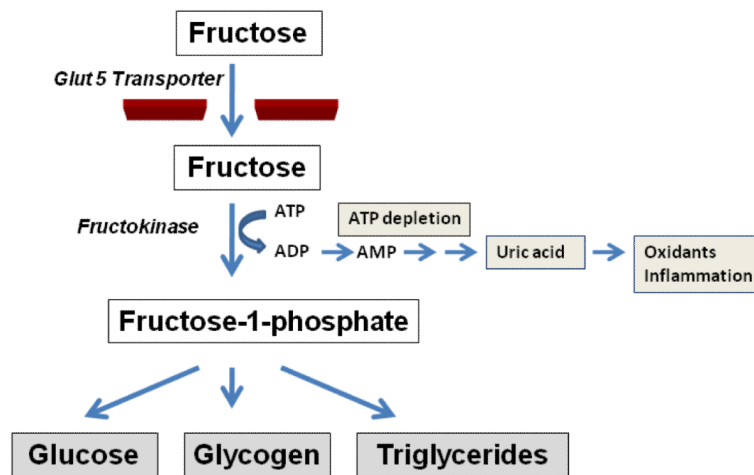 Fructose
Glut 5 Transporter
Fructose
Fructokinase
ATP
ATP depletion
ADP
AMP
Uric acid
Oxidants
Inflammation
Fructose-1-phosphate
Glucose
Glycogen
Triglycerides